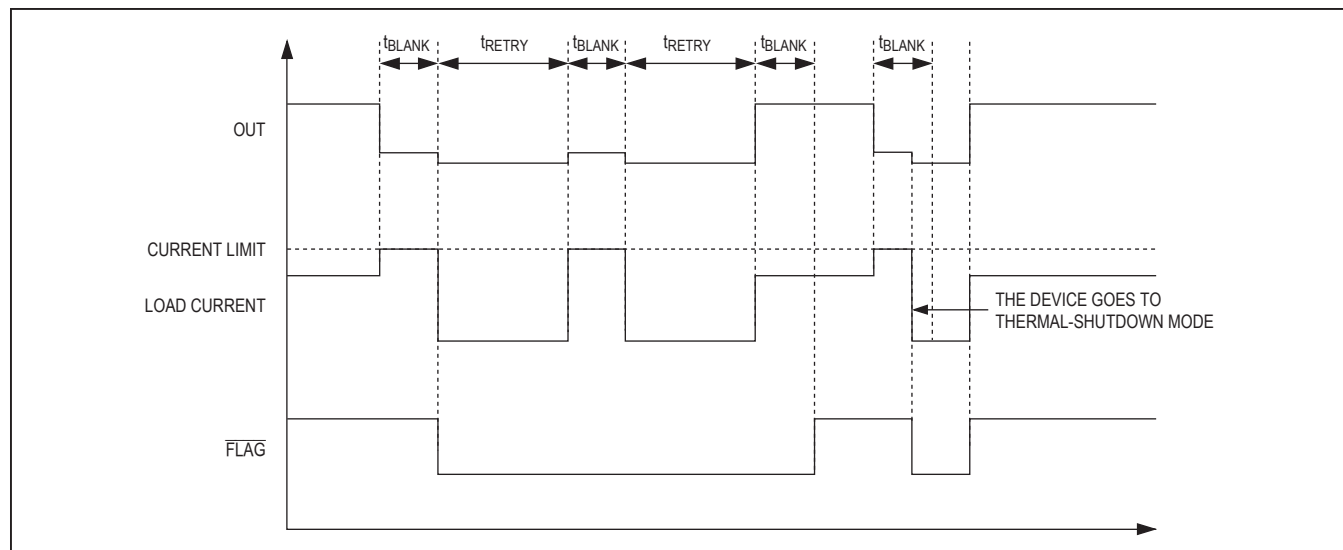 tBLANK tRETRY tBLANK tRETRY tBLANK tBLANK
OUT
CURRENT LIMIT
LOAD CURRENT
THE DEVICE GOES TO
THERMAL-SHUTDOWN MODE
FLAG